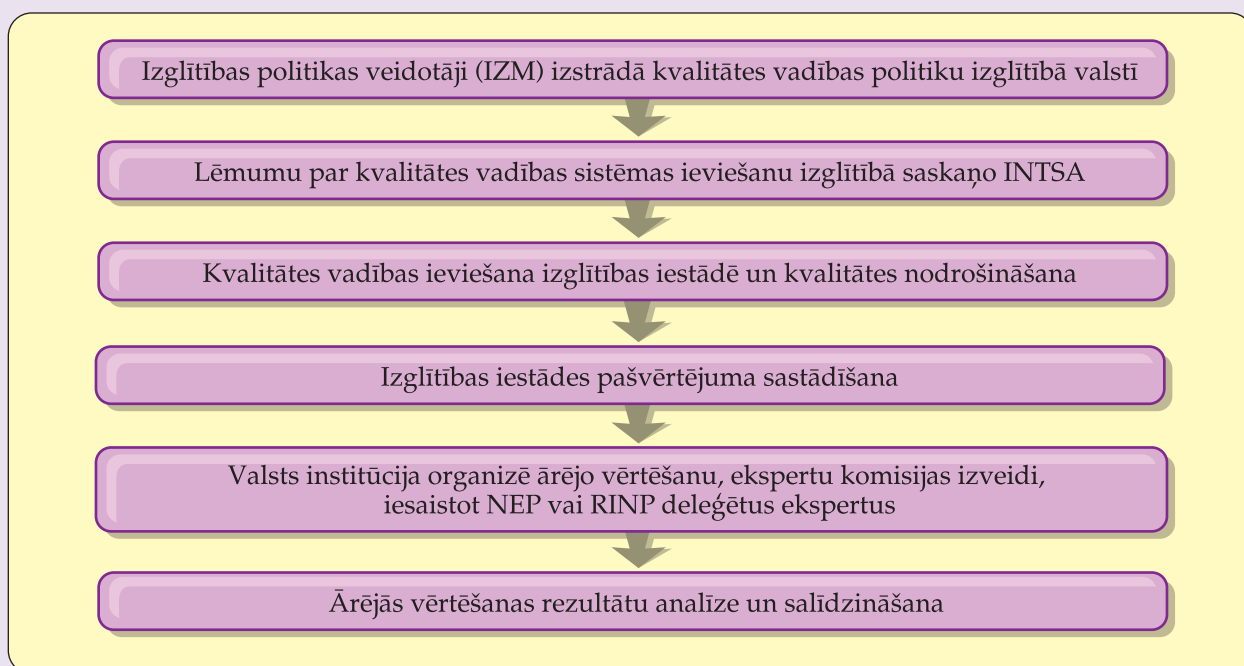 Izglītības politikas veidotāji (IZM) izstrādā kvalitātes vadības politiku izglītībā valstī
Lēmumu par kvalitātes vadības sistēmas ieviešanu izglītībā saskaņo INTSA
Kvalitātes vadības ieviešana izglītības iestādē un kvalitātes nodrošināšana
Izglītības iestādes pašvērtējuma sastādīšana
Valsts institūcija organizē ārējo vērtēšanu, ekspertu komisijas izveidi,
iesaistot NEP vai RINP deleģētus ekspertus
Ārējās vērtēšanas rezultātu analīze un salīdzināšana